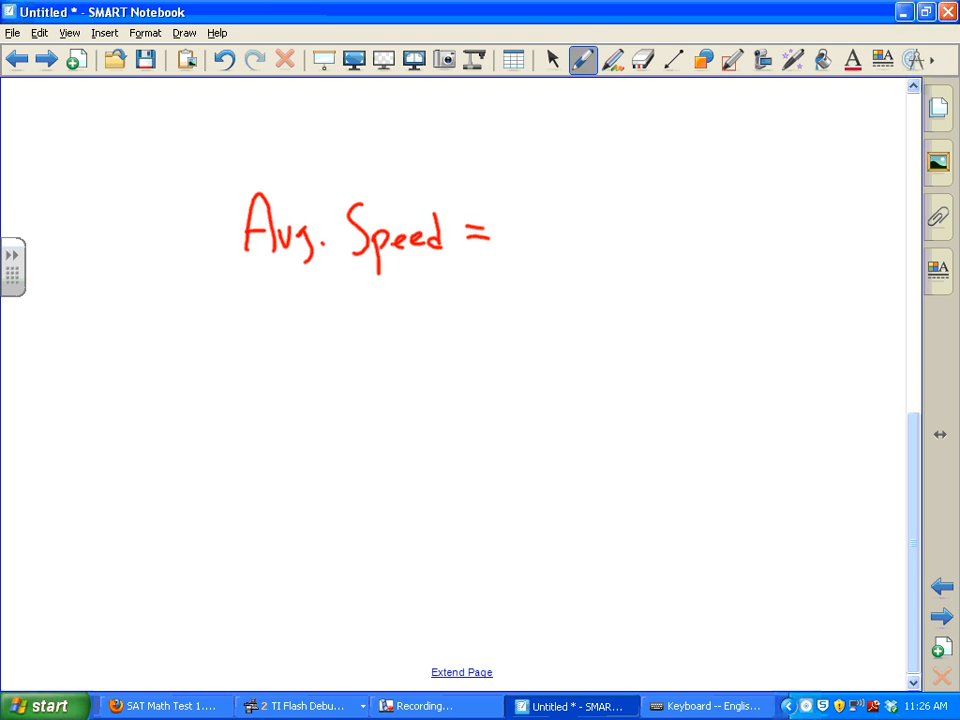 Untitled * - SMART Notebook
File Edit View Insert Format Draw Help
Avg. Speed =
Extend Page
start SAT Math Test 1.... 2 TI Flash Debu... Recording... Untitled * - SMAR... Keyboard -- Englis... 11:26 AM